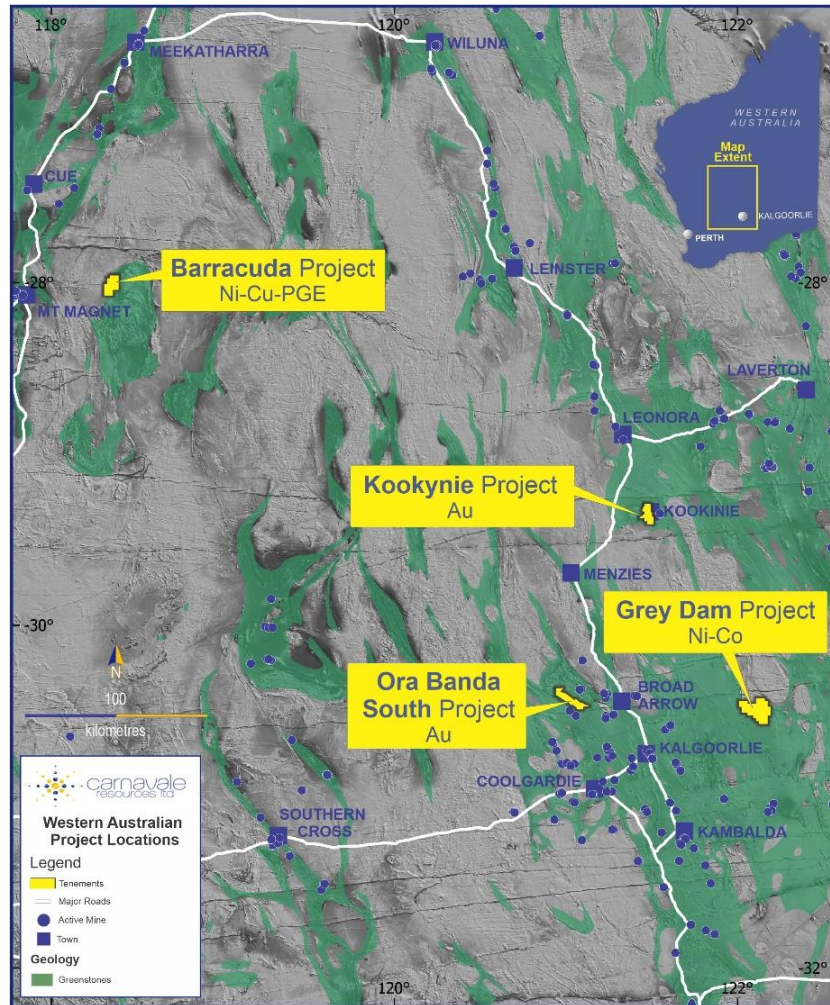 118°
120°
122°
MEEKATHARRA
WILUNA
WESTERN
AUSTRALIA
Map
Extent
KALGOORLIE
PERTH
CUE
Barracuda Project
Ni-Cu-PGE
LEINSTER
-28°
-28°
MT MAGNET
LAVERTON
LEONORA
Kookynie Project
Au
KOOKINIE
MENZIES
Grey Dam Project
Ni-Co
-30°
N
100
kilometres
Ora Banda
South Project
Au
BROAD
ARROW
KALGOORLIE
COOLGARDIE
SOUTHERN
CROSS
KAMBALDA
carnavale
resources ltd
Western Australian
Project Locations
Legend
Tenements
Major Roads
Active Mine
Town
Geology
Greenstones
120°
122°
-32°